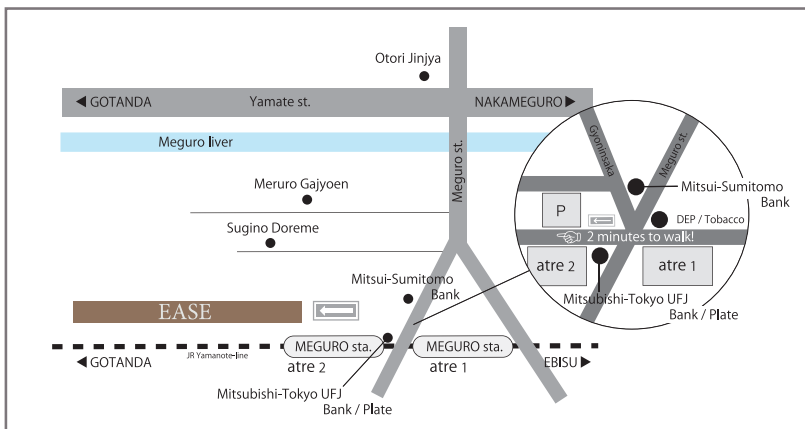 Otori Jinjya
◀ GOTANDA Yamate st. NAKAMEGURO ▶
Meguro liver
Meguro st.
Meruro Gajyoen
Sugino Doreme
Mitsui-Sumitomo
Bank
EASE
MEGURO sta.
MEGURO sta.
◀ GOTANDA
JR Yamanote-line
atre 2
atre 1
EBISU ▶
Mitsubishi-Tokyo UFJ
Bank / Plate
Gyoninsaka
Meguro st.
Mitsui-Sumitomo
Bank
P
DEP / Tobacco
2 minutes to walk!
atre 2
atre 1
Mitsubishi-Tokyo UFJ
Bank / Plate